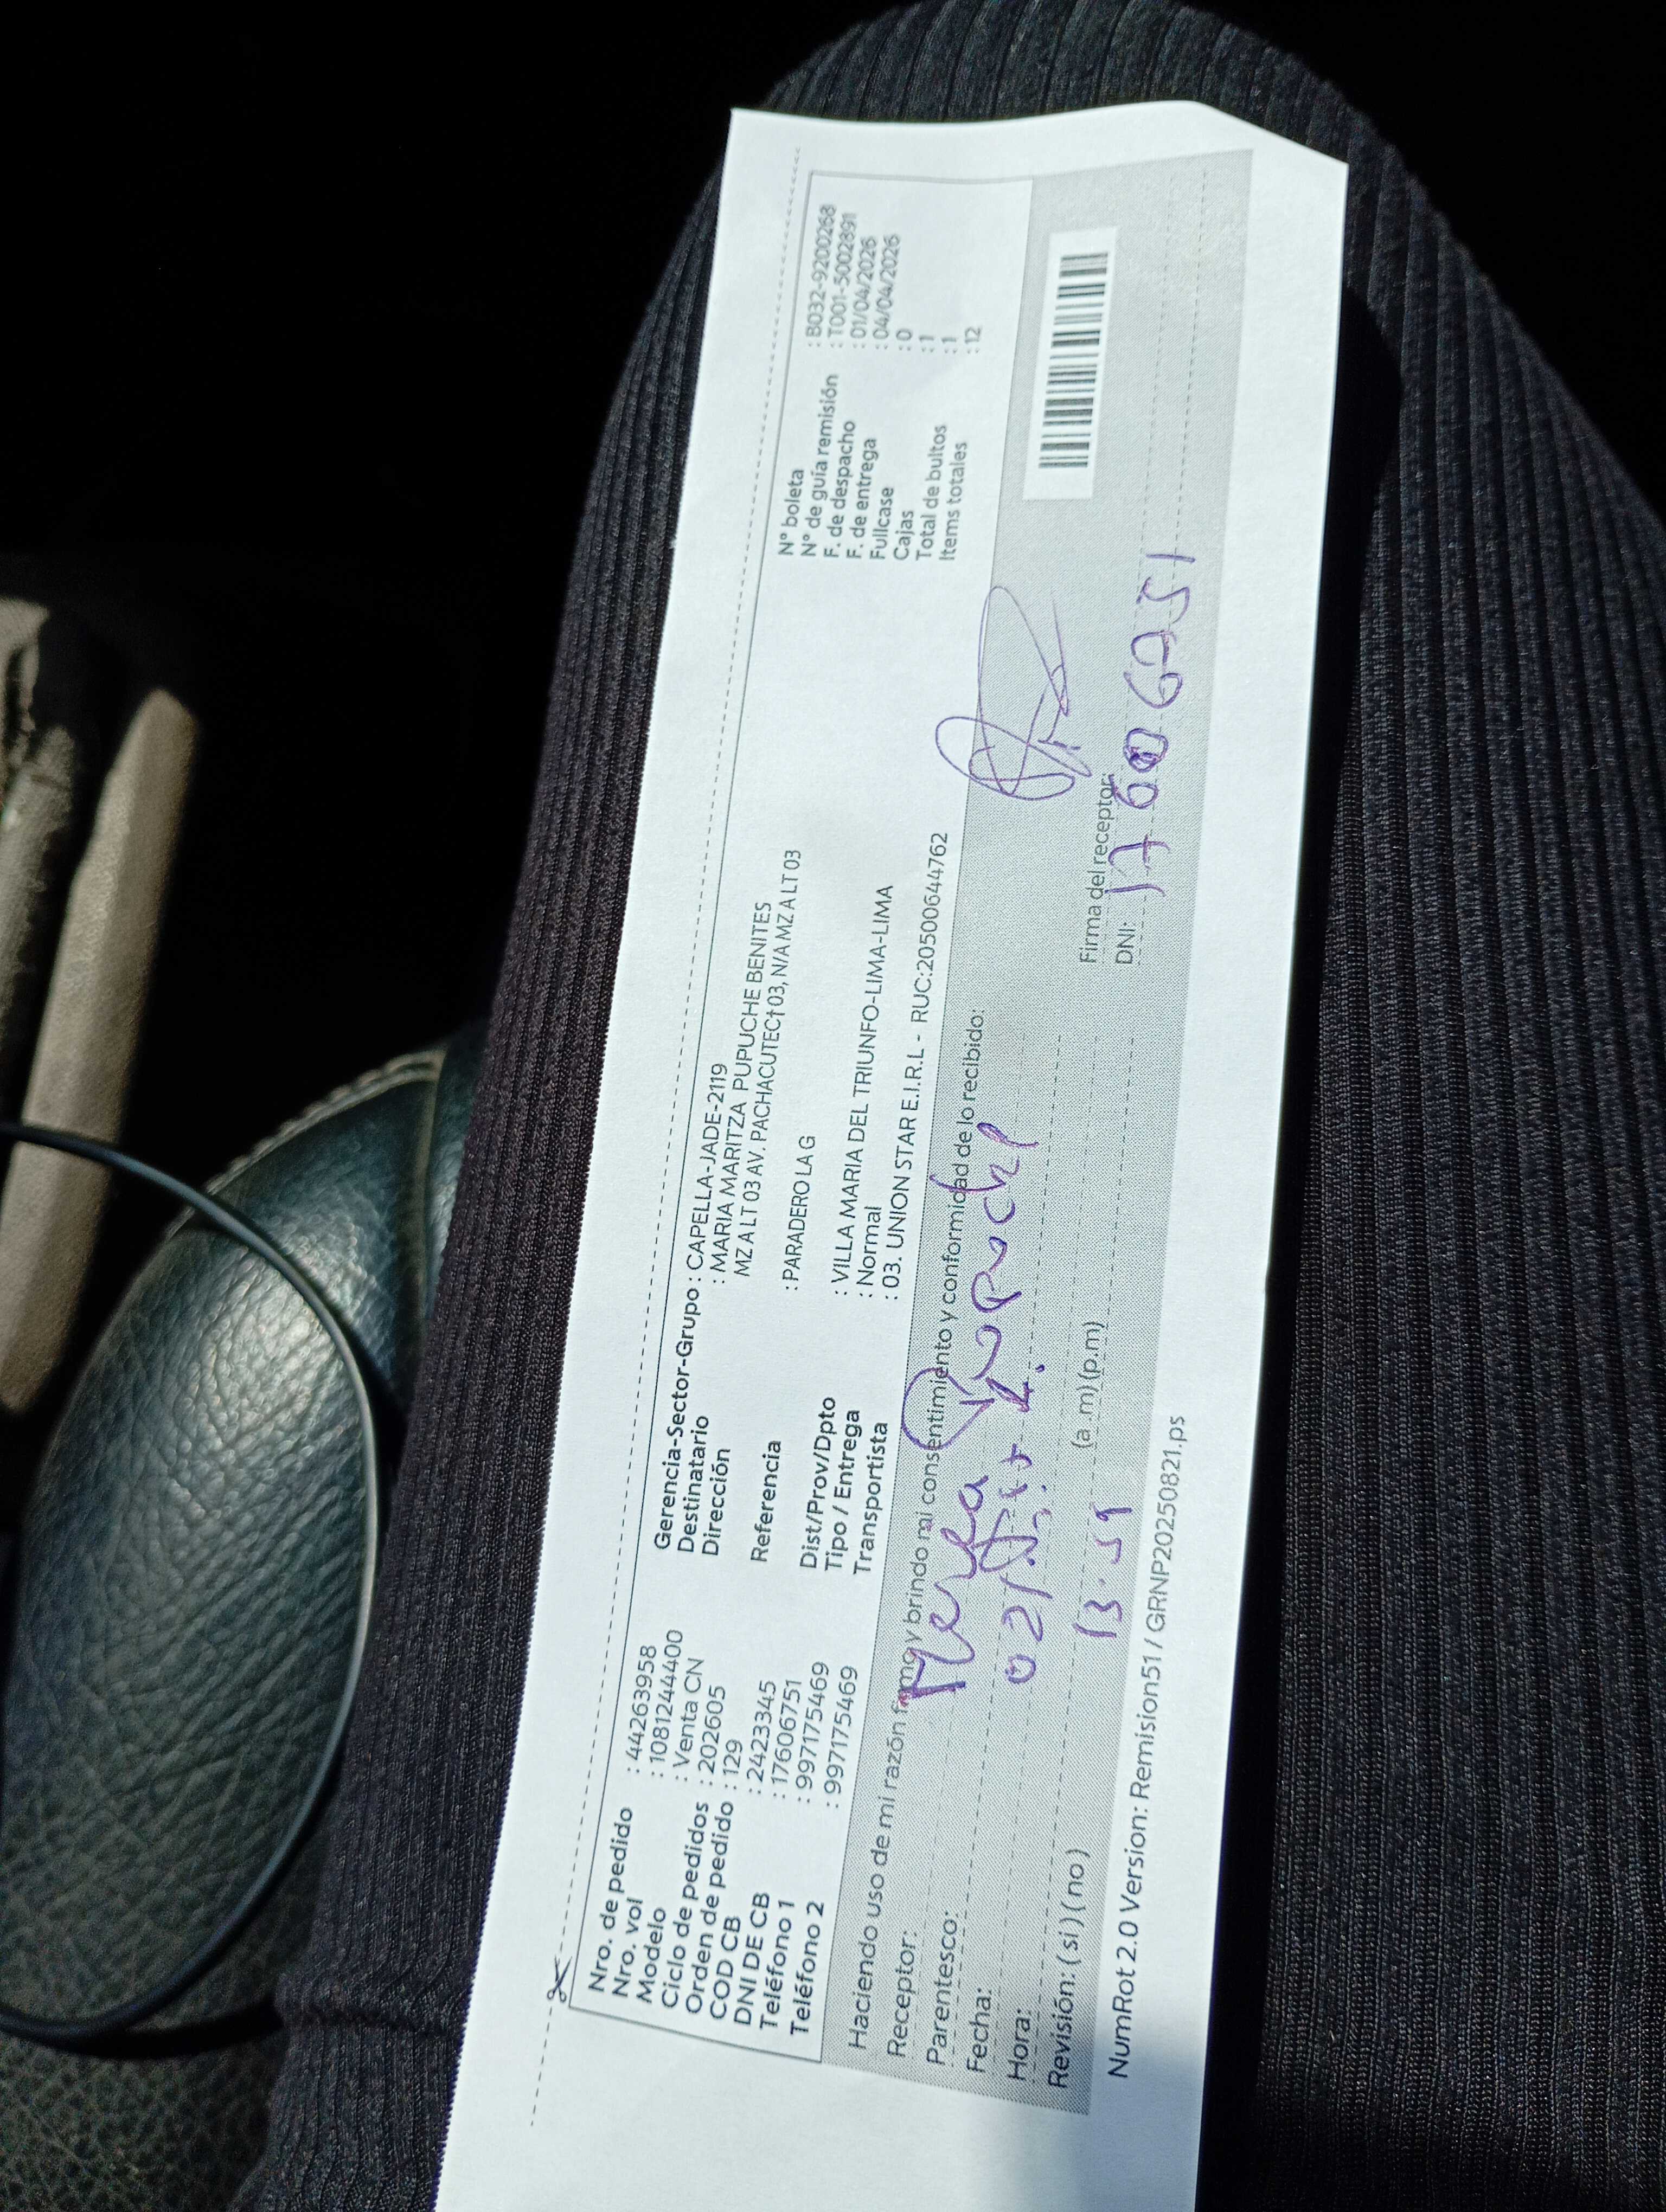 Nro. de pedido : 44263958
Nro. vol : 1081244400
Modelo : Venta CN
Ciclo de pedidos : 202605
Orden de pedido : 129
COD CB : 2423345
DNI DE CB : 17606751
Teléfono 1 : 997175469
Teléfono 2 : 997175469
Gerencia-Sector-Grupo : CAPELLA-JADE-2119
Destinatario : MARIA MARITZA PUPUCHE BENITES
Dirección MZ A LT 03 AV. PACHACUTEC† 03, N/A MZ A LT 03
Referencia : PARADERO LA G
Dist/Prov/Dpto : VILLA MARIA DEL TRIUNFO-LIMA-LIMA
Tipo / Entrega : Normal
Transportista : 03. UNION STAR E.I.R.L - RUC:20500644762
N° boleta : B032-9200268
N° de guía remisión : T001-5002891
F. de despacho : 01/04/2026
F. de entrega : 04/04/2026
Fullcase : 0
Cajas : 1
Total de bultos : 1
Items totales : 12
Haciendo uso de mi razón firmo y brindo mi consentimiento y conformidad de lo recibido:
Receptor:
Parentesco:
Fecha:
Hora: 13.59 (a.m) (p.m)
Revisión: (si) (no)
Firma del receptor:
DNI: 17606751
NumRot 2.0 Version: Remision51 / GRNP20250821.ps